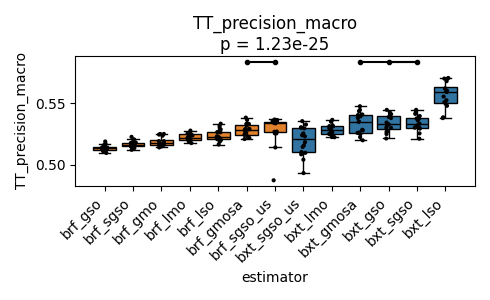 TT_precision_macro
p = 1.23e-25
TT_precision_macro
0.55
0.50
brf_gso
brf_sgso
brf_gmo
brf_lmo
brf_lso
brf_gmosa
brf_sgso_us
bxt_sgso_us
bxt_lmo
bxt_gmosa
bxt_gso
bxt_sgso
bxt_lso
estimator